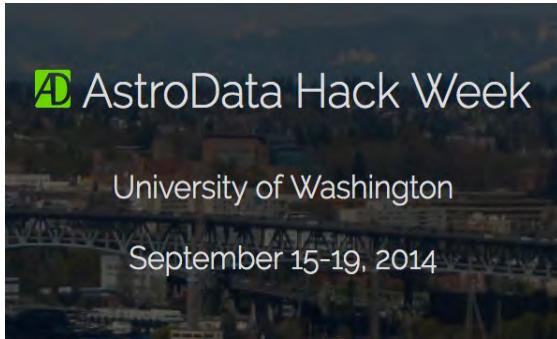 AD AstroData Hack Week
University of Washington
September 15-19, 2014